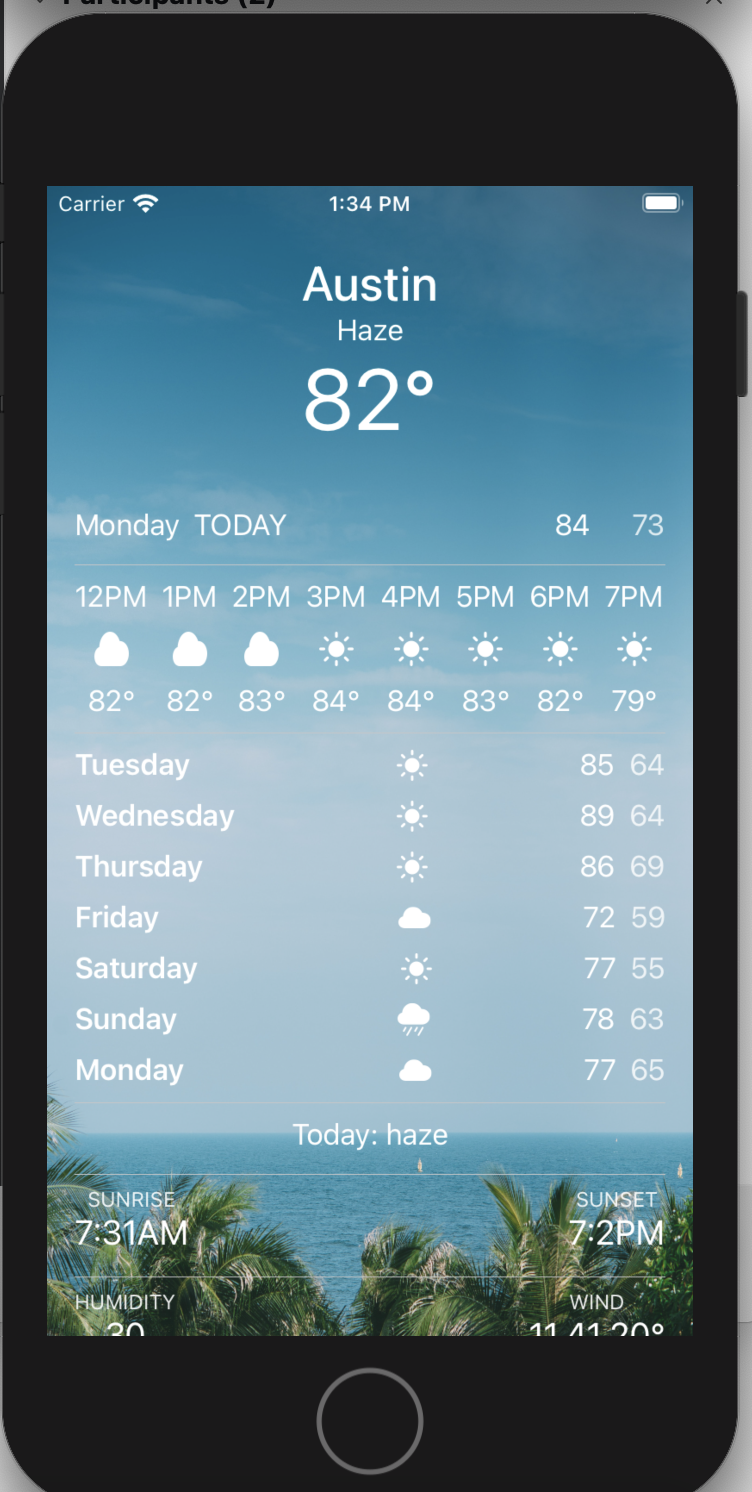 Participants (2)
Carrier 1:34 PM
Austin
Haze
82°
Monday TODAY 84 73
12PM 1PM 2PM 3PM 4PM 5PM 6PM 7PM
82° 82° 83° 84° 84° 83° 82° 79°
Tuesday 85 64
Wednesday 89 64
Thursday 86 69
Friday 72 59
Saturday 77 55
Sunday 78 63
Monday 77 65
Today: haze
SUNRISE SUNSET
7:31AM 7:2PM
HUMIDITY WIND
30